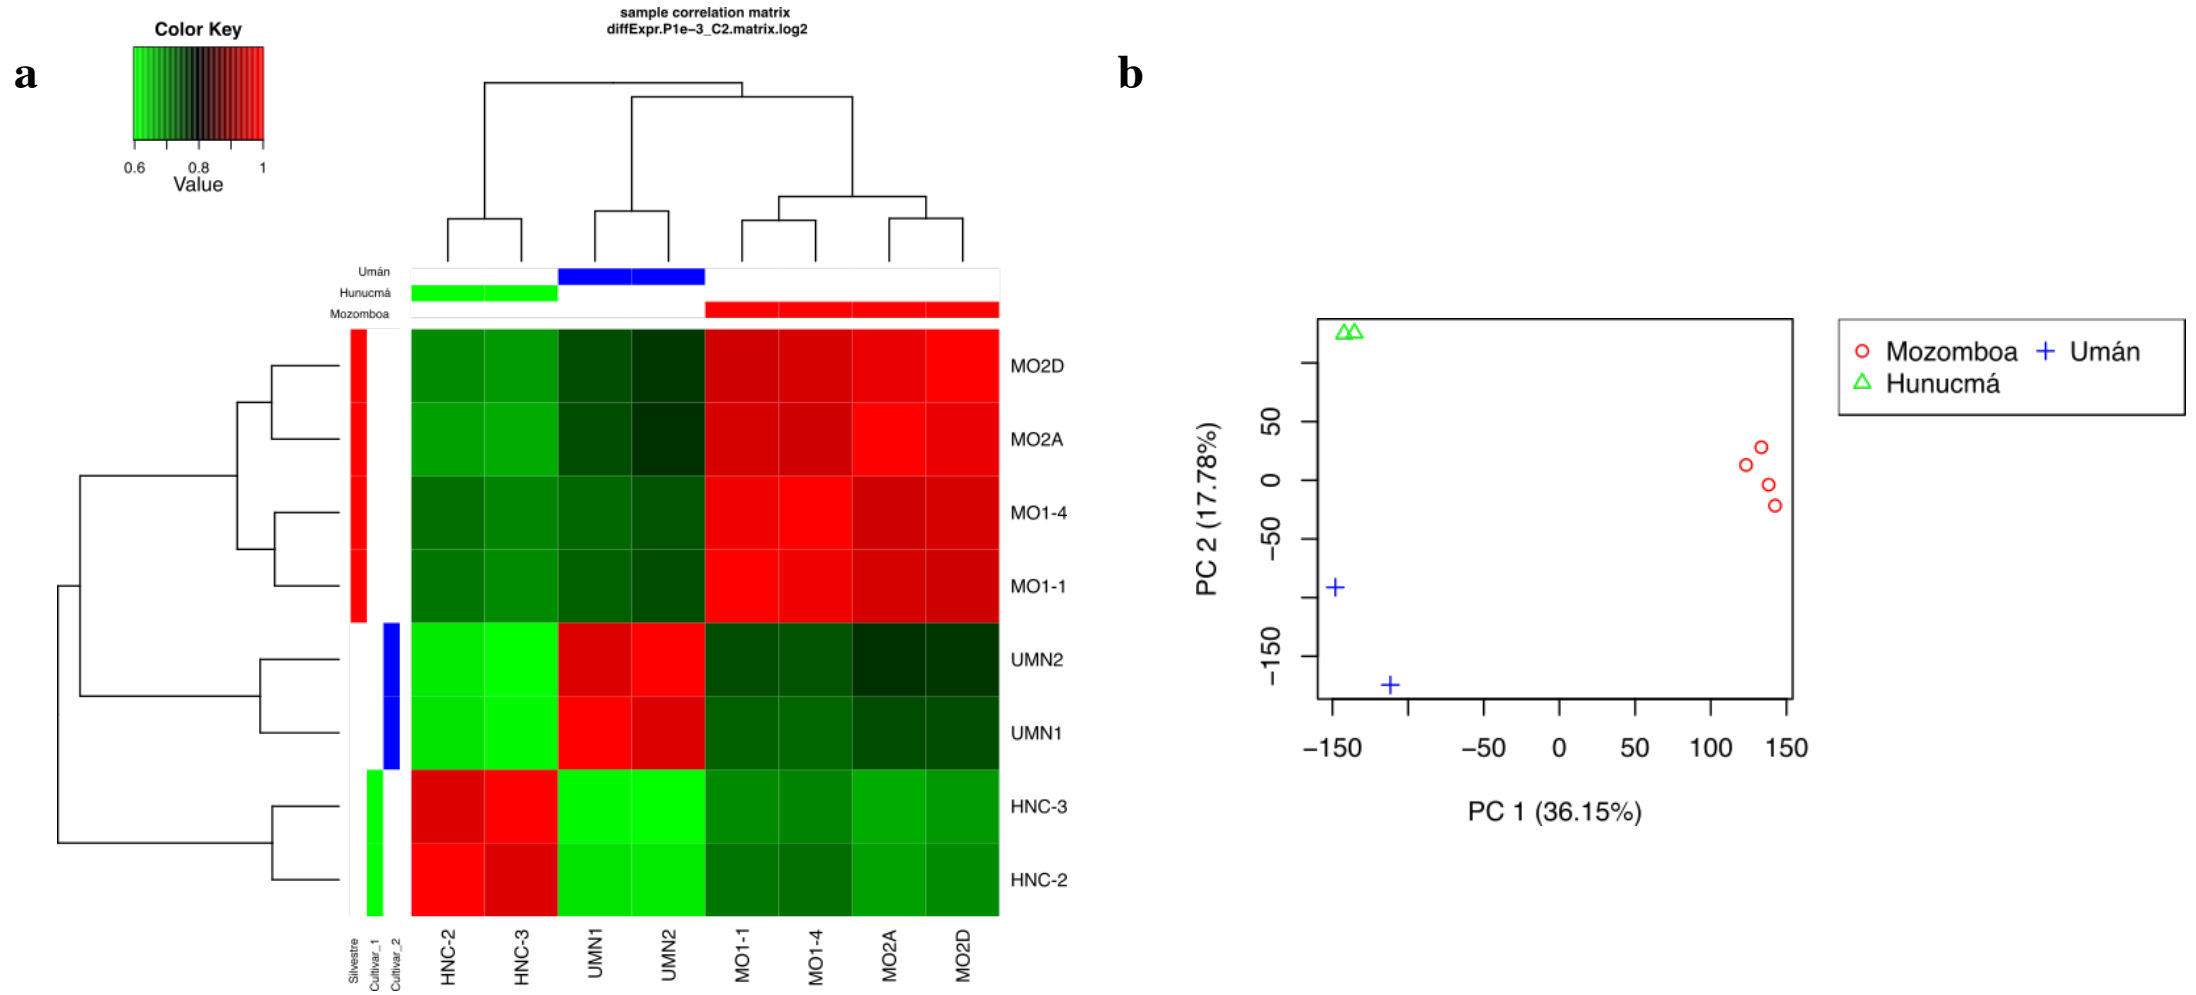 a
Color Key
0.6 0.8 1
Value
sample correlation matrix
diffExpr.P1e−3_C2.matrix.log2
Umán
Hunucmá
Mozomboa
MO2D
MO2A
MO1-4
MO1-1
UMN2
UMN1
HNC-3
HNC-2
Silvestre
Cultivar_1
Cultivar_2
HNC-2
HNC-3
UMN1
UMN2
MO1-1
MO1-4
MO2A
MO2D
b
PC 2 (17.78%)
50
0
−50
−150
−150 −50 0 50 100 150
PC 1 (36.15%)
Mozomboa Umán
Hunucmá